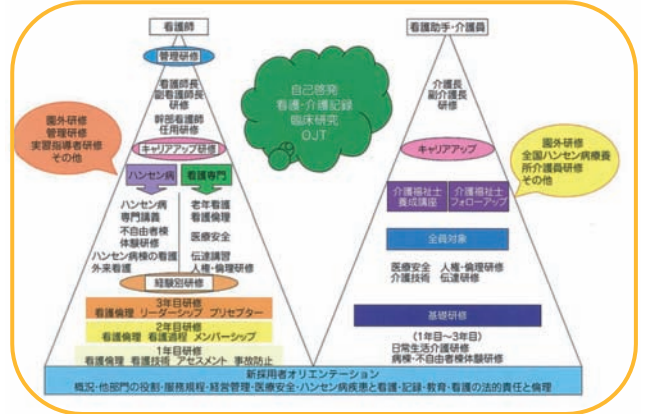 看護師
管理研修
看護師長
副看護師長
研修
幹部看護師
任用研修
園外研修
管理研修
実習指導者研修
その他
キャリアアップ研修
ハンセン病
看護専門
ハンセン病
専門講義
不自由者棟
体験研修
ハンセン病棟の看護
外来看護
老年看護
看護倫理
医療安全
伝達講習
人権・倫理研修
経験別研修
3年目研修
看護倫理 リーダーシップ プリセプター
2年目研修
看護倫理 看護過程 メンバーシップ
1年目研修
看護倫理 看護技術 アセスメント 事故防止
自己啓発
看護・介護記録
臨床研究
OJT
看護助手・介護員
介護長
副介護長
研修
キャリアアップ
園外研修
全国ハンセン病療養
所介護員研修
その他
介護福祉士
養成講座
介護福祉士
フォローアップ
全員対象
医療安全 人権・倫理研修
介護技術 伝達研修
基礎研修
(1年目~3年目)
日常生活介護研修
病棟・不自由者棟体験研修
新採用者オリエンテーション
概況・他部門の役割・服務規程・経営管理・医療安全・ハンセン病疾患と看護・記録・教育・看護の法的責任と倫理